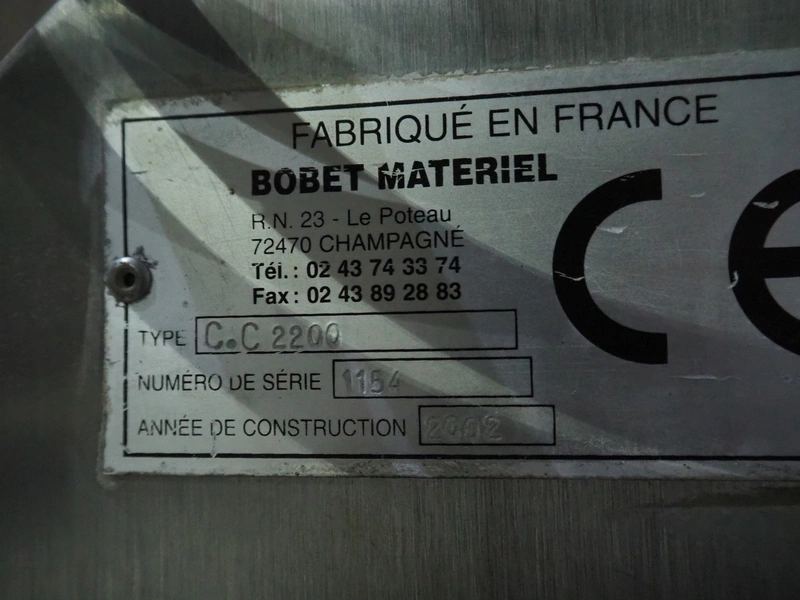 FABRIQUÉ EN FRANCE
BOBET MATERIEL
R.N. 23 - Le Poteau
72470 CHAMPAGNÉ
Tél.: 02 43 74 33 74
Fax: 02 43 89 28 83
CE
TYPE C.C 2200
NUMÉRO DE SÉRIE 1154
ANNÉE DE CONSTRUCTION 2002